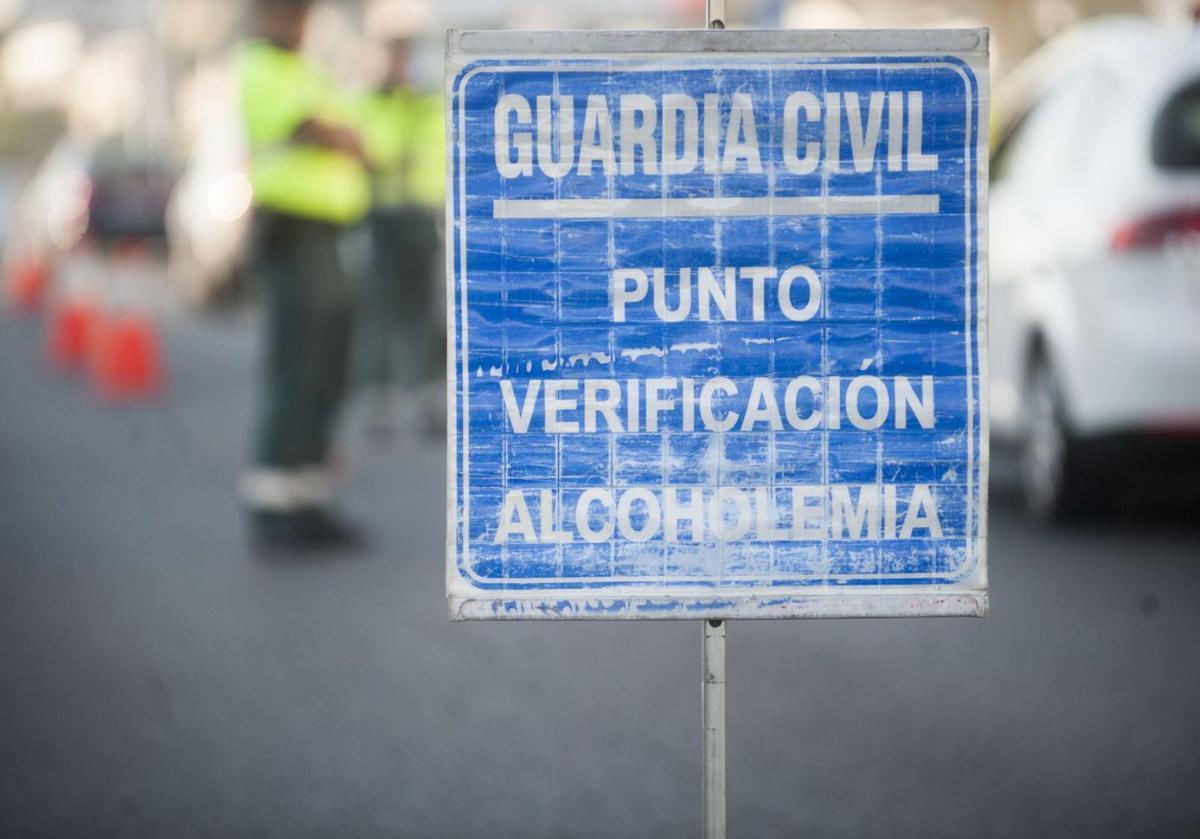 GUARDIA CIVIL
PUNTO
VERIFICACIÓN
ALCOHOLEMIA